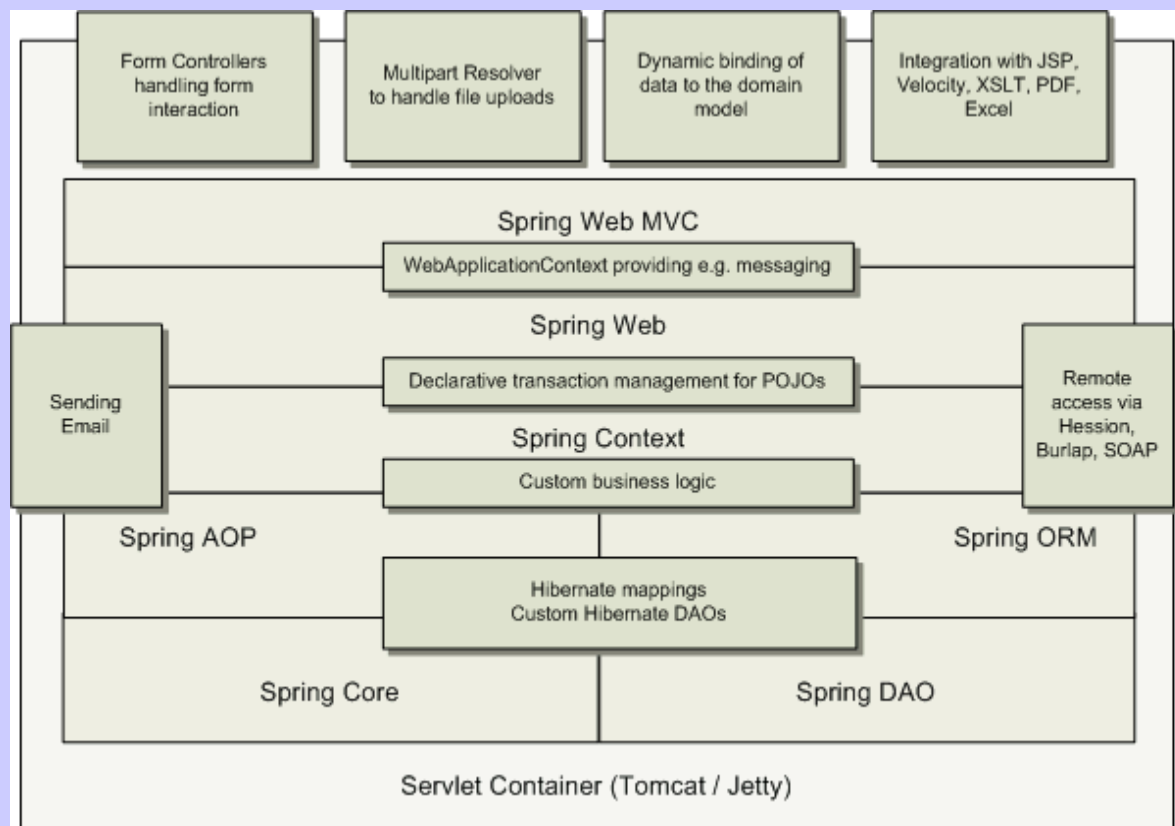 Form Controllers
handling form
interaction
Multipart Resolver
to handle file uploads
Dynamic binding of
data to the domain
model
Integration with JSP,
Velocity, XSLT, PDF,
Excel
Spring Web MVC
WebApplicationContext providing e.g. messaging
Spring Web
Sending
Email
Declarative transaction management for POJOs
Remote
access via
Hession,
Burlap, SOAP
Spring Context
Custom business logic
Spring AOP
Spring ORM
Hibernate mappings
Custom Hibernate DAOs
Spring Core
Spring DAO
Servlet Container (Tomcat / Jetty)